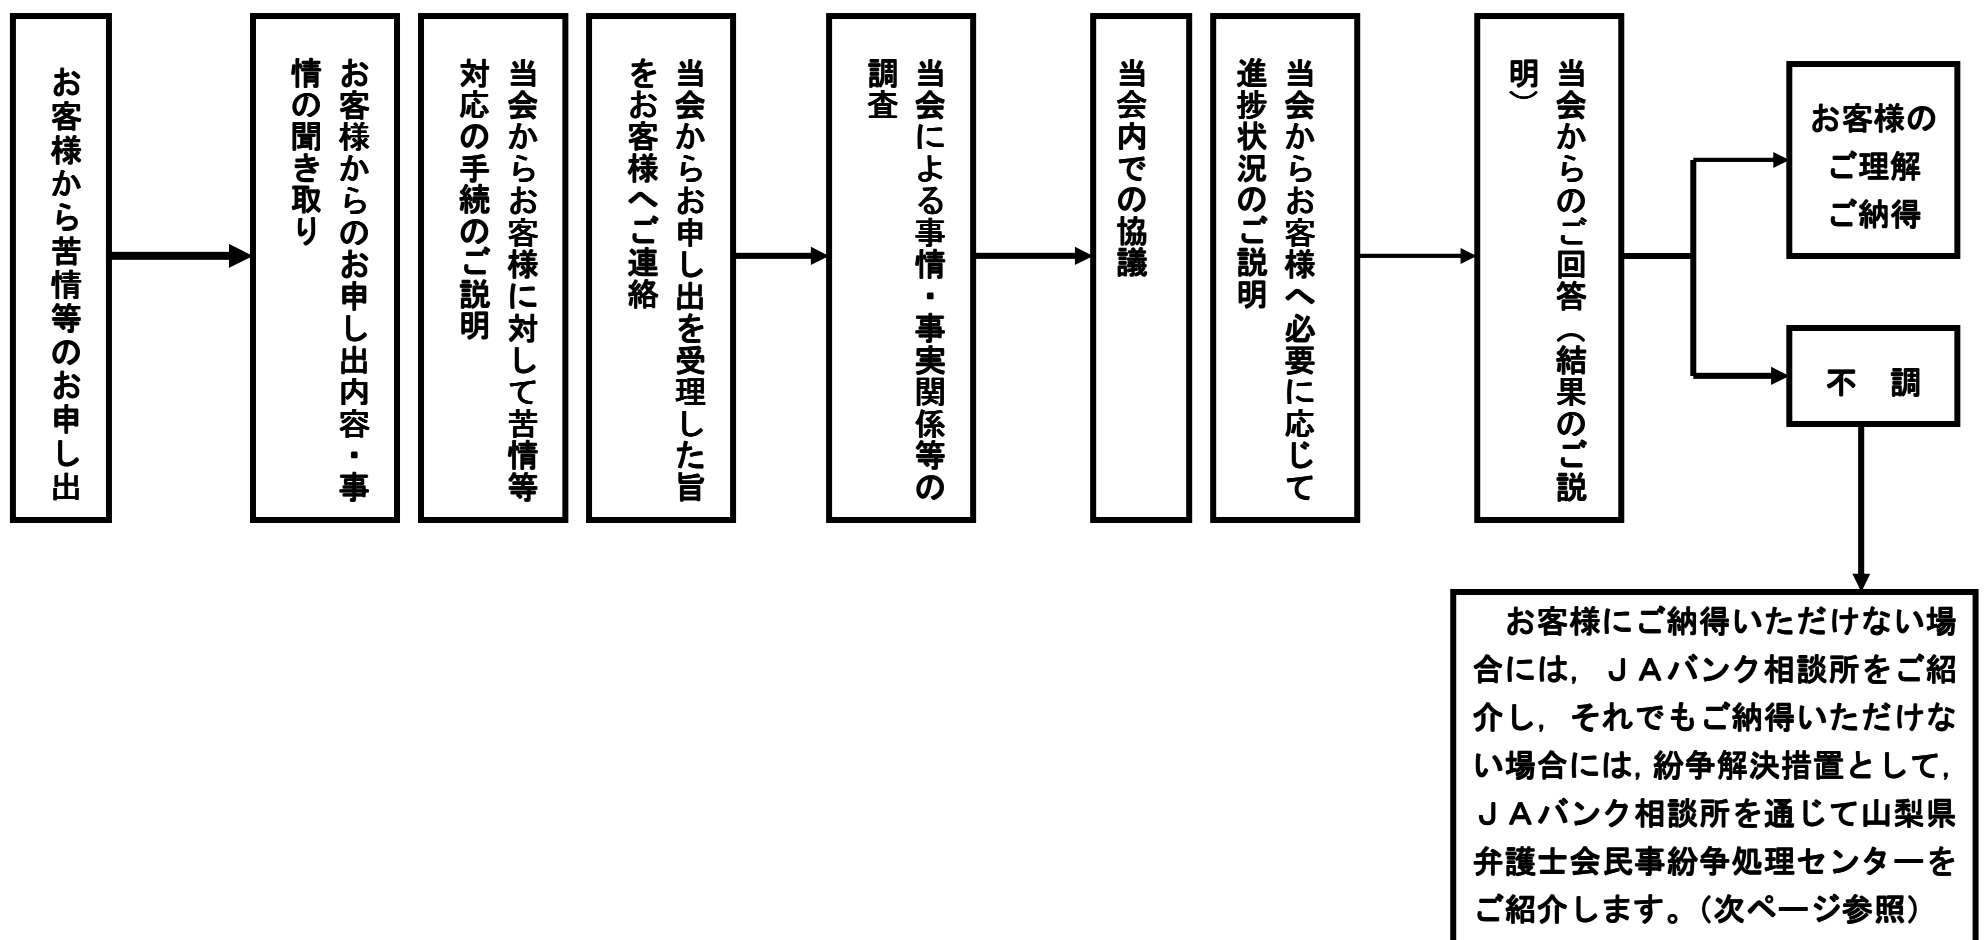 お客様から苦情等のお申し出
お客様からのお申し出内容・事
情の聞き取り
当会からお客様に対して苦情等
対応の手続のご説明
当会からお申し出を受理した旨
をお客様へご連絡
当会による事情・事実関係等の
調査
当会内での協議
当会からお客様へ必要に応じて
進捗状況のご説明
当会からのご回答（結果のご説
明）
お客様の
ご理解
ご納得
不　調
　お客様にご納得いただけない場
合には，ＪＡバンク相談所をご紹
介し，それでもご納得いただけな
い場合には，紛争解決措置として，
ＪＡバンク相談所を通じて山梨県
弁護士会民事紛争処理センターを
ご紹介します。（次ページ参照）